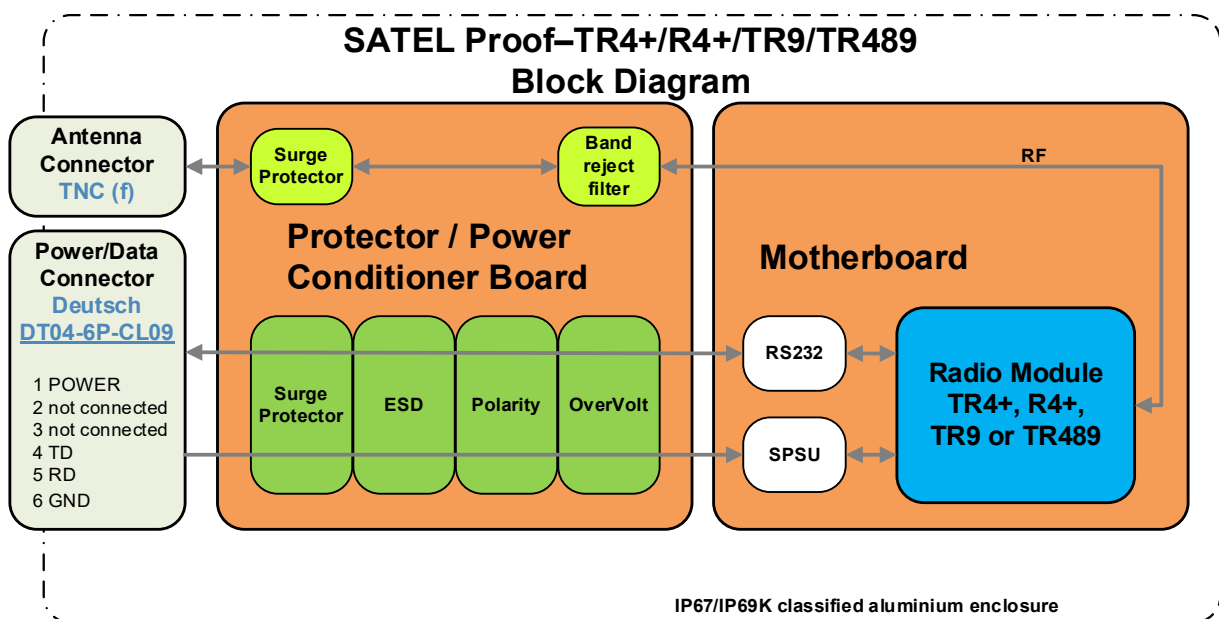 SATEL Proof–TR4+/R4+/TR9/TR489
Block Diagram
Antenna
Connector
TNC (f)
Surge
Protector
Band
reject
filter
RF
Power/Data
Connector
Deutsch
DT04-6P-CL09
1 POWER
2 not connected
3 not connected
4 TD
5 RD
6 GND
Protector / Power
Conditioner Board
Surge
Protector
ESD
Polarity
OverVolt
Motherboard
RS232
SPSU
Radio Module
TR4+, R4+,
TR9 or TR489
IP67/IP69K classified aluminium enclosure